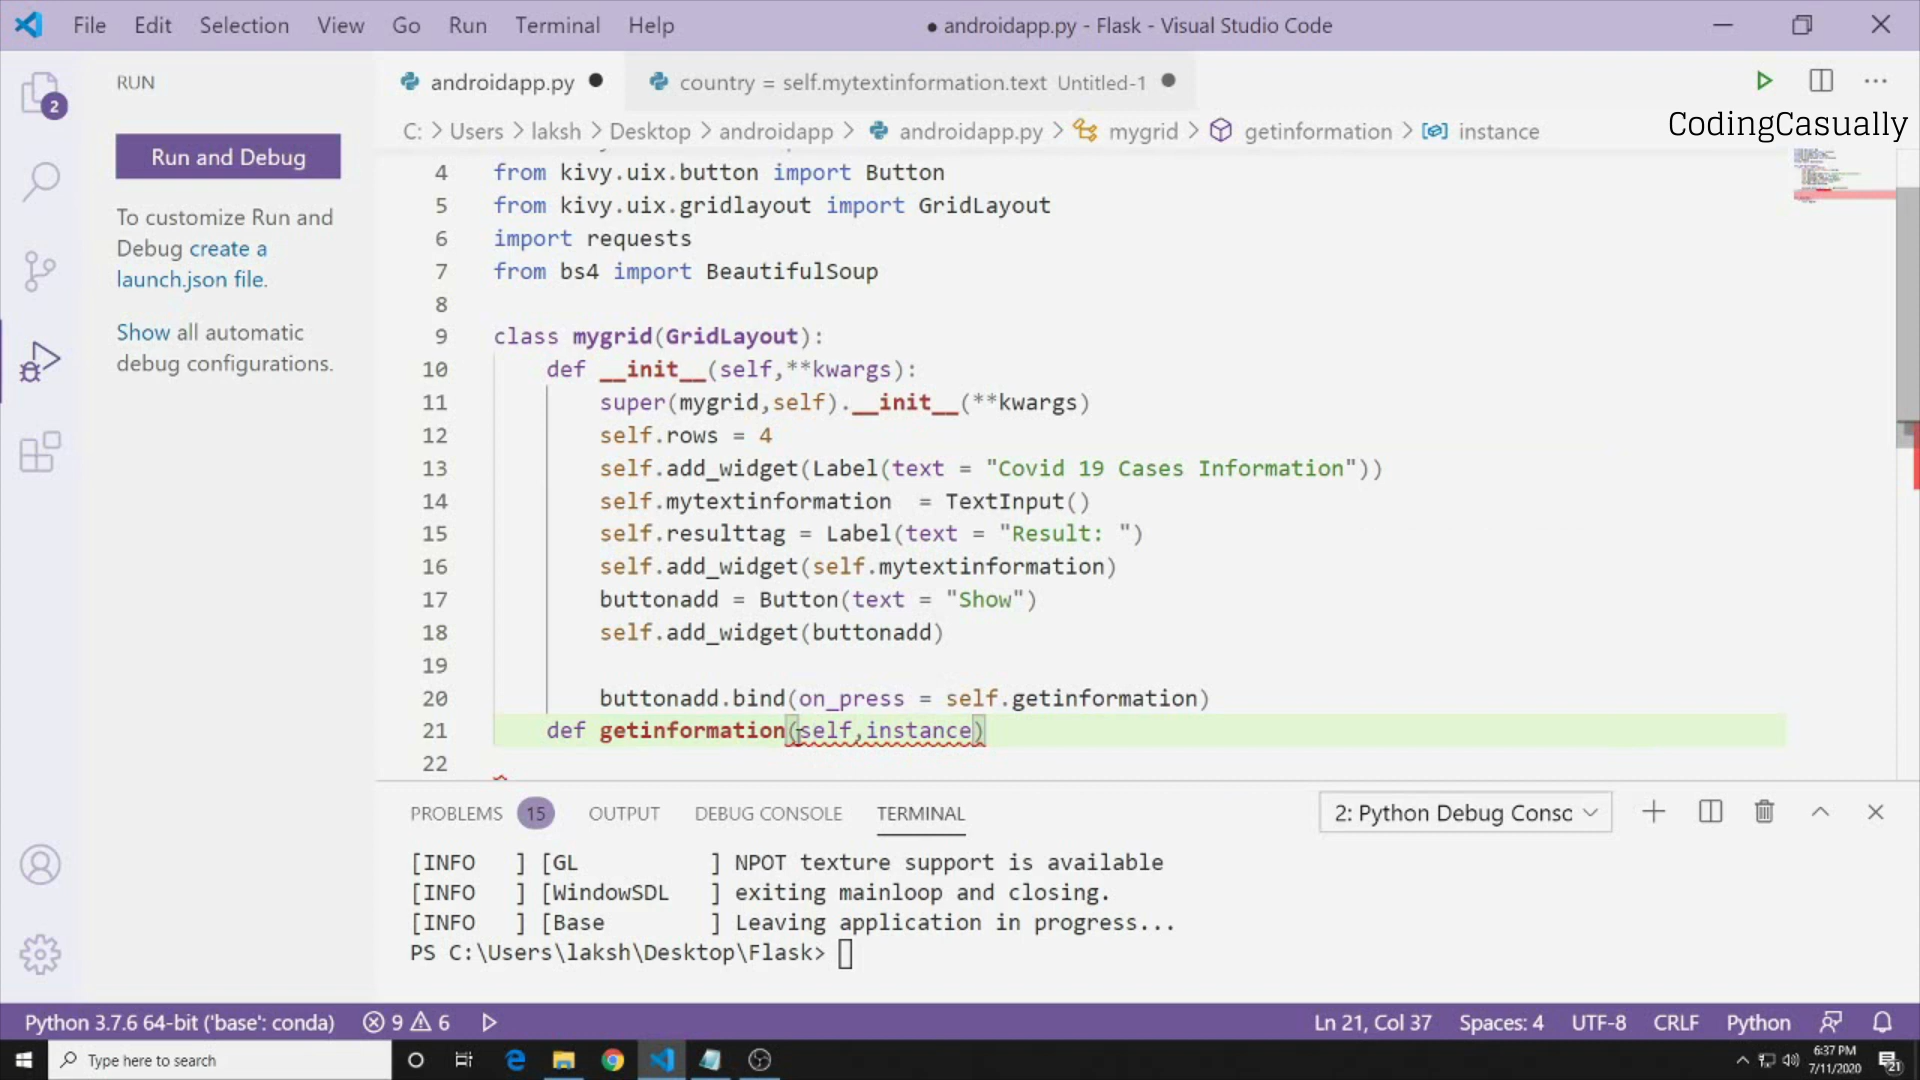 File Edit Selection View Go Run Terminal Help ● androidapp.py - Flask - Visual Studio Code
RUN
androidapp.py ● country = self.mytextinformation.text Untitled-1 ●
CodingCasually
C: > Users > laksh > Desktop > androidapp > androidapp.py > mygrid > getinformation > instance
2
Run and Debug
To customize Run and
Debug create a
launch.json file.
Show all automatic
debug configurations.
4 from kivy.uix.button import Button
5 from kivy.uix.gridlayout import GridLayout
6 import requests
7 from bs4 import BeautifulSoup
8
9 class mygrid(GridLayout):
10 def __init__(self,**kwargs):
11 super(mygrid,self).__init__(**kwargs)
12 self.rows = 4
13 self.add_widget(Label(text = "Covid 19 Cases Information"))
14 self.mytextinformation  = TextInput()
15 self.resulttag = Label(text = "Result: ")
16 self.add_widget(self.mytextinformation)
17 buttonadd = Button(text = "Show")
18 self.add_widget(buttonadd)
19
20 buttonadd.bind(on_press = self.getinformation)
21 def getinformation(self,instance)
22
PROBLEMS 15 OUTPUT DEBUG CONSOLE TERMINAL 2: Python Debug Consc
[INFO   ] [GL          ] NPOT texture support is available
[INFO   ] [WindowSDL   ] exiting mainloop and closing.
[INFO   ] [Base        ] Leaving application in progress...
PS C:\Users\laksh\Desktop\Flask>
Python 3.7.6 64-bit ('base': conda) 9 6 Ln 21, Col 37 Spaces: 4 UTF-8 CRLF Python
Type here to search
6:37 PM
7/11/2020
21